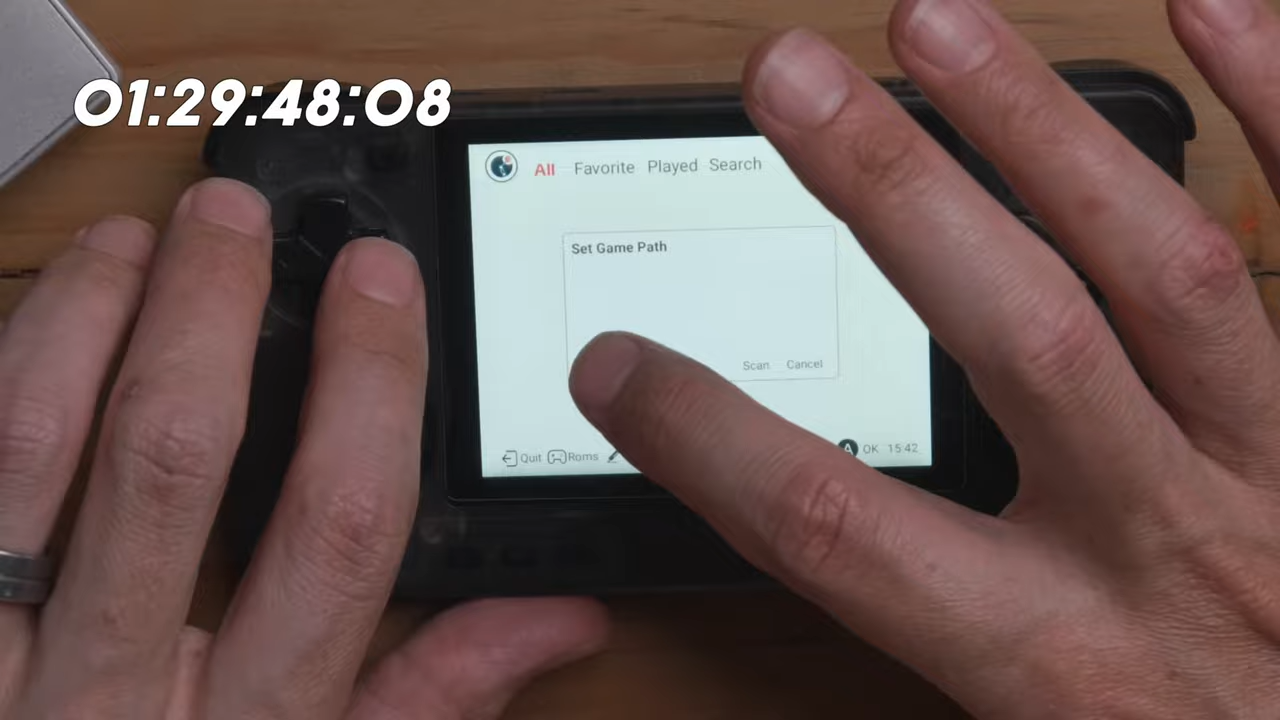 01:29:48:08
All Favorite Played Search
Set Game Path
Scan Cancel
Quit Roms A OK 15:42